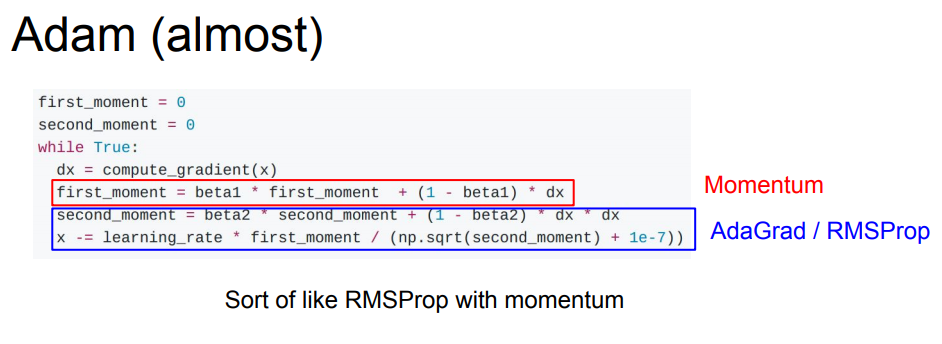 Adam (almost)
first_moment = 0
second_moment = 0
while True:
dx = compute_gradient(x)
first_moment = beta1 * first_moment + (1 - beta1) * dx
Momentum
second_moment = beta2 * second_moment + (1 - beta2) * dx * dx
x -= learning_rate * first_moment / (np.sqrt(second_moment) + 1e-7))
AdaGrad / RMSProp
Sort of like RMSProp with momentum